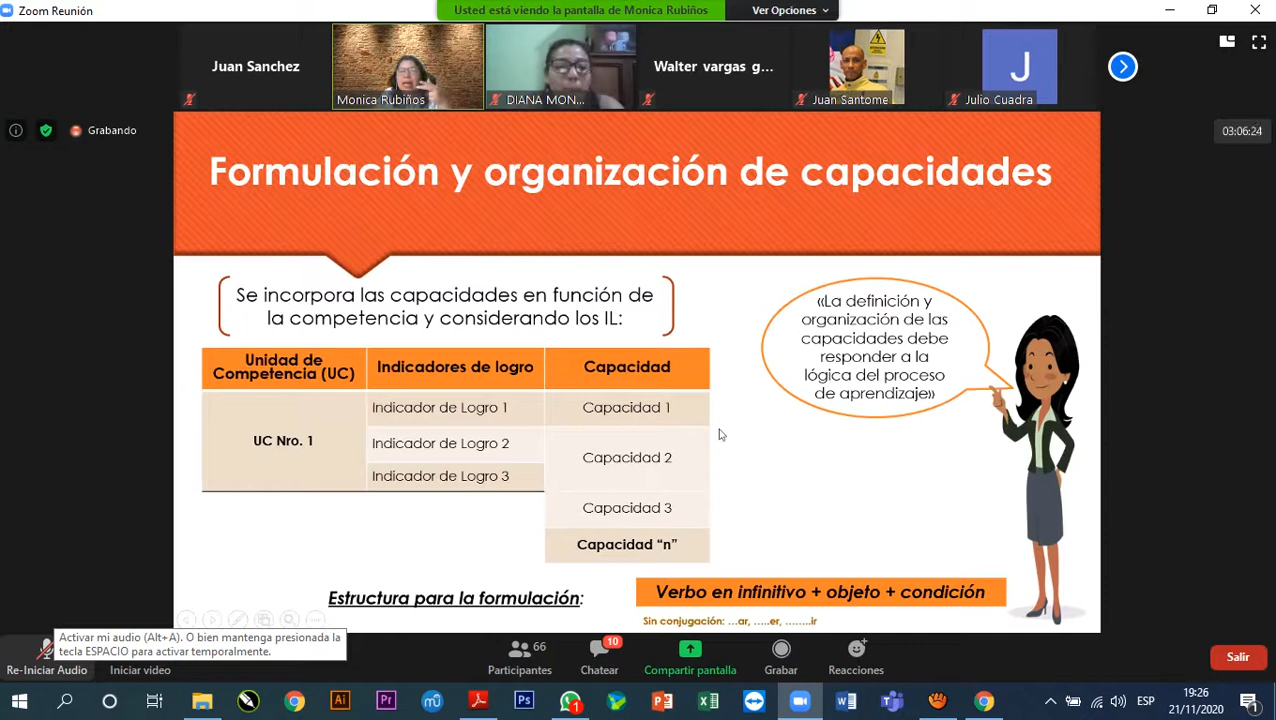 Zoom Reunión
Usted está viendo la pantalla de Monica Rubiños
Ver Opciones
Juan Sanchez
Monica Rubiños
DIANA MON...
Walter vargas g...
Juan Santome
J
Julio Cuadra
Grabando
03:06:24
Formulación y organización de capacidades
Se incorpora las capacidades en función de
la competencia y considerando los IL:
«La definición y
organización de las
capacidades debe
responder a la
lógica del proceso
de aprendizaje»
Unidad de
Competencia (UC)
Indicadores de logro
Capacidad
UC Nro. 1
Indicador de Logro 1
Capacidad 1
Indicador de Logro 2
Capacidad 2
Indicador de Logro 3
Capacidad 3
Capacidad “n”
Estructura para la formulación:
Verbo en infinitivo + objeto + condición
Sin conjugación: ...ar, .....er, ........ir
Activar mi audio (Alt+A). O bien mantenga presionada la
tecla ESPACIO para activar temporalmente.
Re-Iniciar Audio
Iniciar video
66
Participantes
10
Chatear
Compartir pantalla
Grabar
Reacciones
Salir
Ai
Pr
Ps
1
ESP
19:26
21/11/2020
1